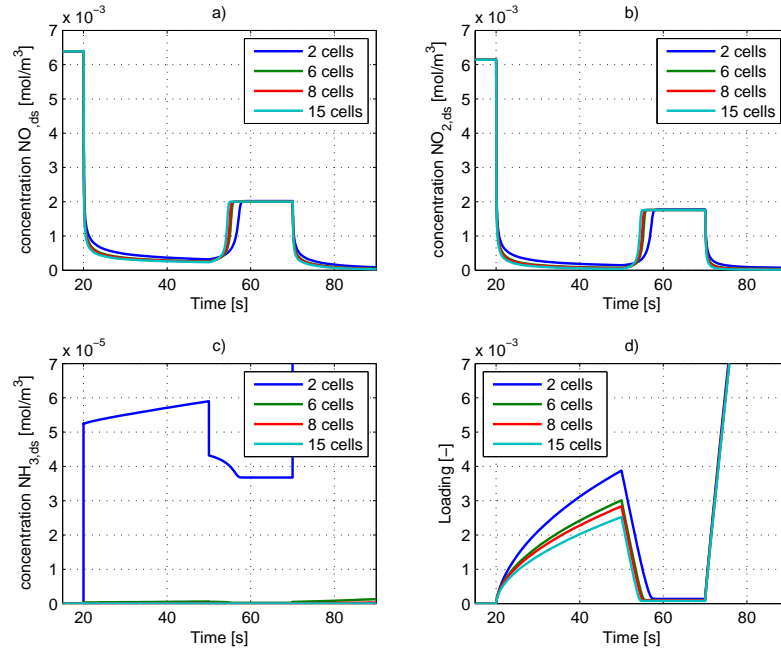 a)
x 10⁻³
concentration NO,ds [mol/m³]
7
6
5
4
3
2
1
0
20 40 60 80
Time [s]
2 cells
6 cells
8 cells
15 cells
b)
x 10⁻³
concentration NO2,ds [mol/m³]
7
6
5
4
3
2
1
0
20 40 60 80
Time [s]
2 cells
6 cells
8 cells
15 cells
c)
x 10⁻⁵
concentration NH3,ds [mol/m³]
7
6
5
4
3
2
1
0
20 40 60 80
Time [s]
2 cells
6 cells
8 cells
15 cells
d)
x 10⁻³
Loading [−]
7
6
5
4
3
2
1
0
20 40 60 80
Time [s]
2 cells
6 cells
8 cells
15 cells